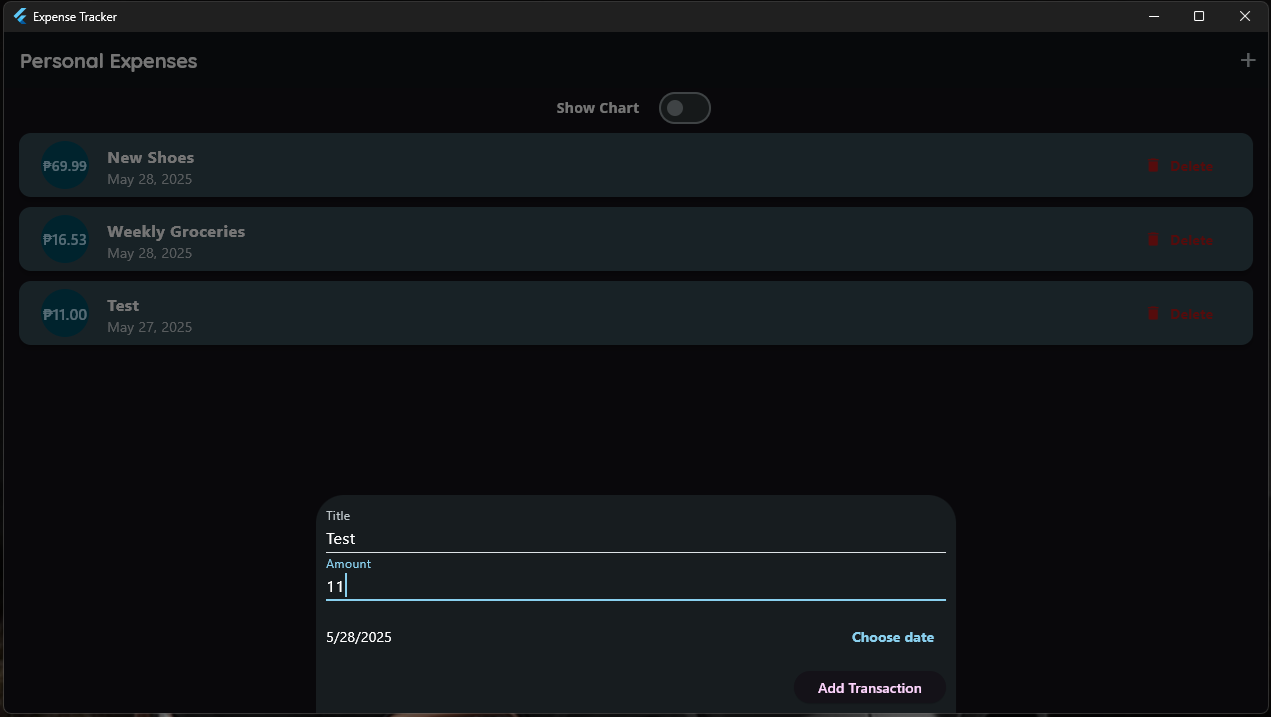 Expense Tracker
Personal Expenses
Show Chart
₱69.99
New Shoes
May 28, 2025
Delete
₱16.53
Weekly Groceries
May 28, 2025
Delete
₱11.00
Test
May 27, 2025
Delete
Title
Test
Amount
11
5/28/2025
Choose date
Add Transaction